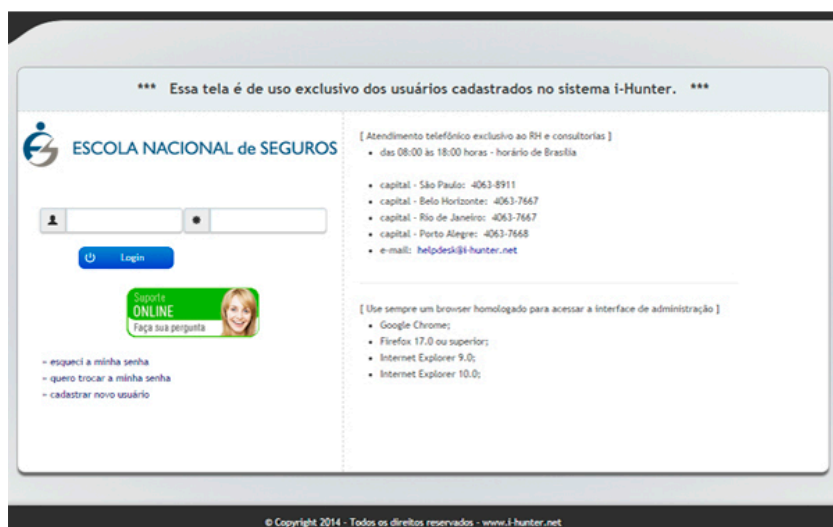 *** Essa tela é de uso exclusivo dos usuários cadastrados no sistema i-Hunter. ***
ESCOLA NACIONAL de SEGUROS
Login
Suporte
ONLINE
Faça sua pergunta
- esqueci a minha senha
- quero trocar a minha senha
- cadastrar novo usuário
[ Atendimento telefônico exclusivo ao RH e consultorias ]
• das 08:00 às 18:00 horas - horário de Brasília
• capital - São Paulo: 4063-8911
• capital - Belo Horizonte: 4063-7667
• capital - Rio de Janeiro: 4063-7667
• capital - Porto Alegre: 4063-7668
• e-mail: helpdesk@i-hunter.net
[ Use sempre um browser homologado para acessar a interface de administração ]
• Google Chrome;
• Firefox 17.0 ou superior;
• Internet Explorer 9.0;
• Internet Explorer 10.0;
© Copyright 2014 - Todos os direitos reservados - www.i-hunter.net